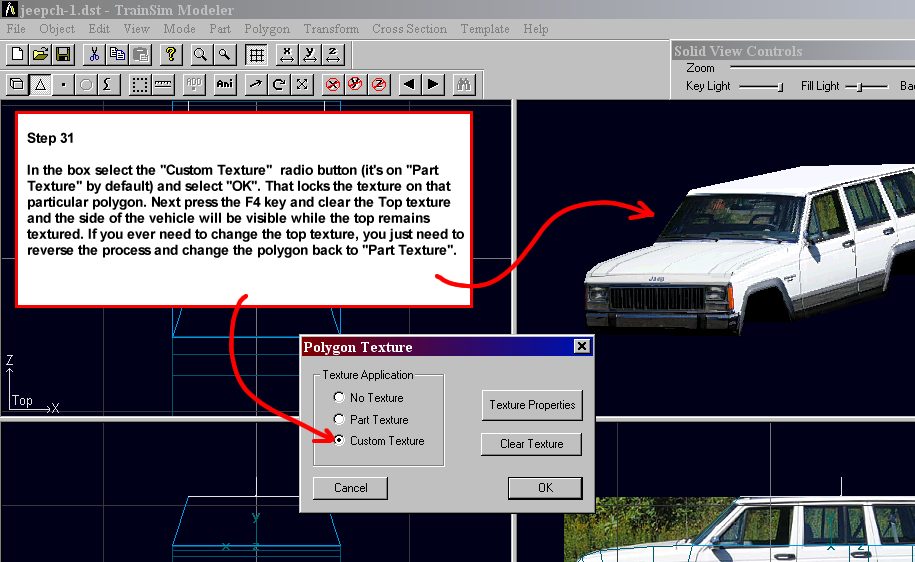 jeepch-1.dst - TrainSim Modeler
File Object Edit View Mode Part Polygon Transform Cross Section Template Help
? X Y Z
Solid View Controls
Zoom
Ani
Key Light Fill Light Ba
Step 31
In the box select the "Custom Texture" radio button (it's on "Part
Texture" by default) and select "OK". That locks the texture on that
particular polygon. Next press the F4 key and clear the Top texture
and the side of the vehicle will be visible while the top remains
textured. If you ever need to change the top texture, you just need to
reverse the process and change the polygon back to "Part Texture".
Jeep
Polygon Texture
Texture Application
No Texture
Part Texture
Custom Texture
Texture Properties
Clear Texture
Cancel
OK
Z
Top
X
y
x z
x z